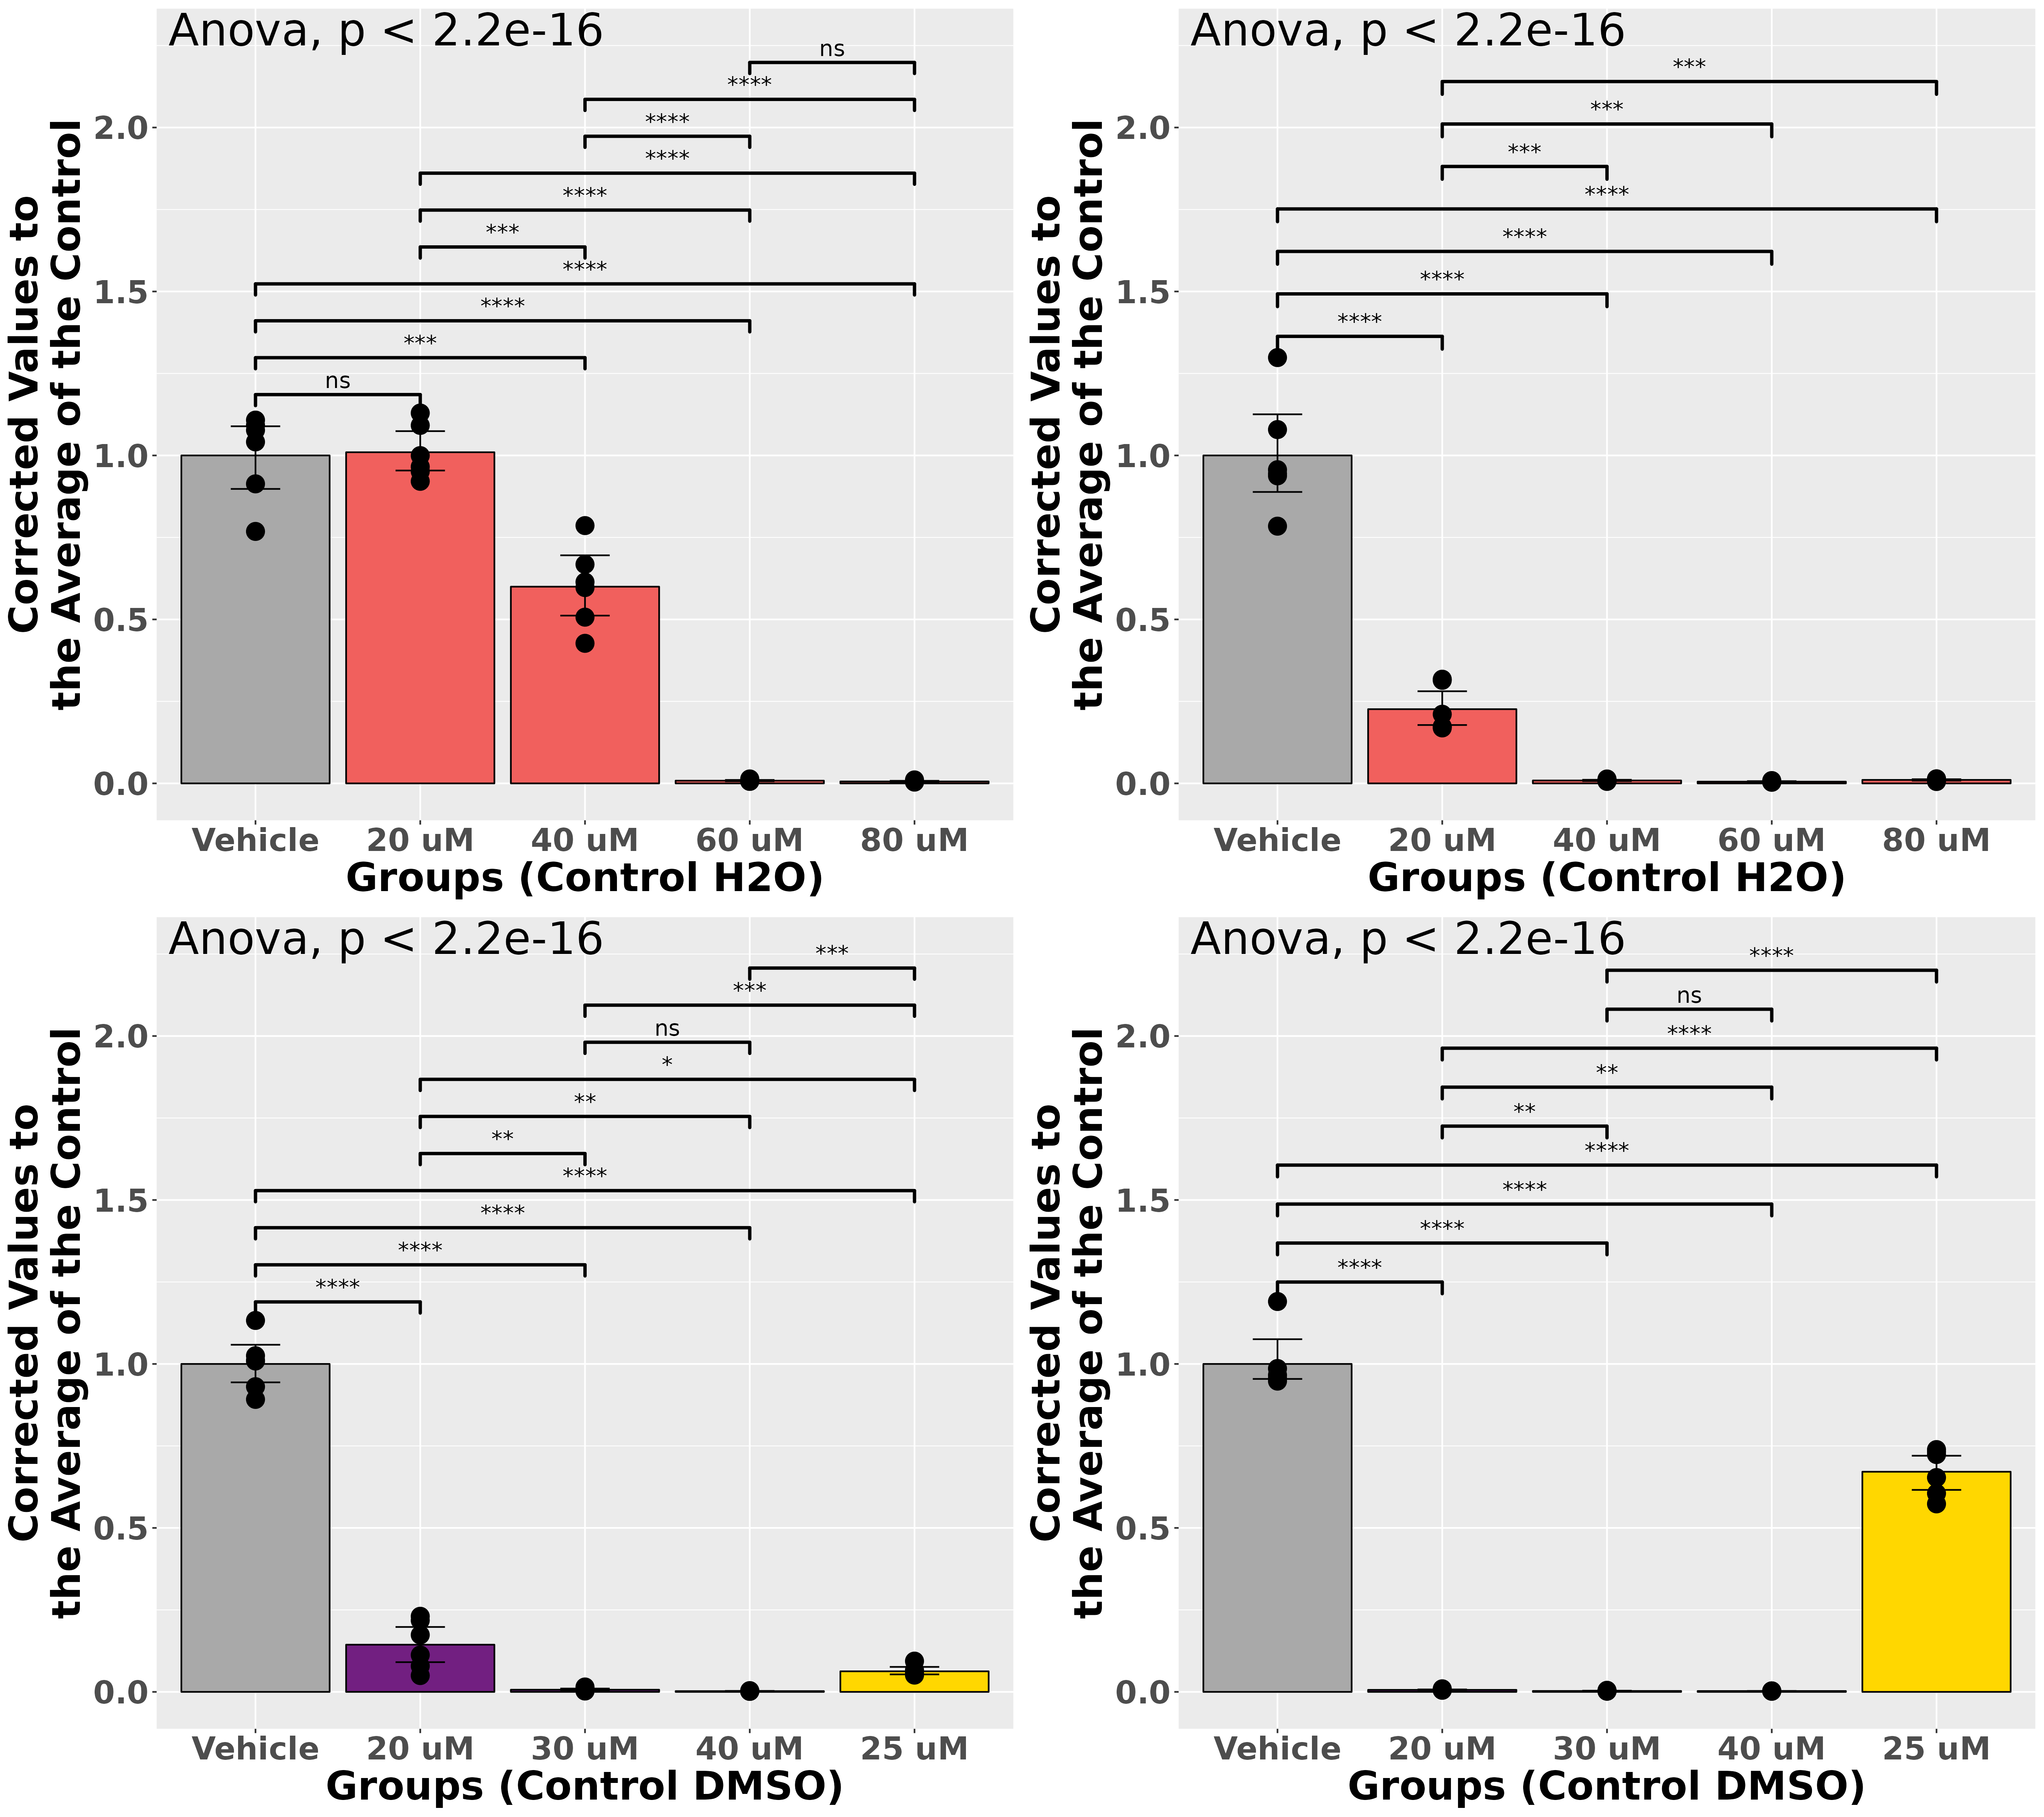 Anova, p < 2.2e-16
ns
****
****
****
****
***
****
****
***
ns
Corrected Values to
the Average of the Control
2.0
1.5
1.0
0.5
0.0
Vehicle 20 uM 40 uM 60 uM 80 uM
Groups (Control H2O)
Anova, p < 2.2e-16
***
***
***
****
****
****
****
Corrected Values to
the Average of the Control
2.0
1.5
1.0
0.5
0.0
Vehicle 20 uM 40 uM 60 uM 80 uM
Groups (Control H2O)
Anova, p < 2.2e-16
***
***
ns
*
**
**
****
****
****
****
Corrected Values to
the Average of the Control
2.0
1.5
1.0
0.5
0.0
Vehicle 20 uM 30 uM 40 uM 25 uM
Groups (Control DMSO)
Anova, p < 2.2e-16
****
ns
****
**
**
****
****
****
****
Corrected Values to
the Average of the Control
2.0
1.5
1.0
0.5
0.0
Vehicle 20 uM 30 uM 40 uM 25 uM
Groups (Control DMSO)